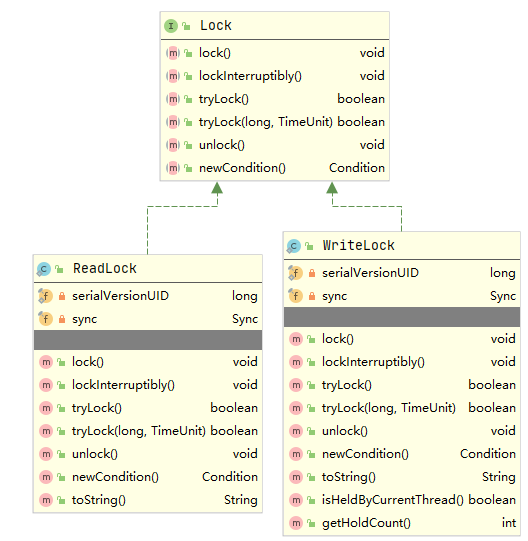 I Lock
m lock() void
m lockInterruptibly() void
m tryLock() boolean
m tryLock(long, TimeUnit) boolean
m unlock() void
m newCondition() Condition
C ReadLock
f serialVersionUID long
f sync Sync
m lock() void
m lockInterruptibly() void
m tryLock() boolean
m tryLock(long, TimeUnit) boolean
m unlock() void
m newCondition() Condition
m toString() String
C WriteLock
f serialVersionUID long
f sync Sync
m lock() void
m lockInterruptibly() void
m tryLock() boolean
m tryLock(long, TimeUnit) boolean
m unlock() void
m newCondition() Condition
m toString() String
m isHeldByCurrentThread() boolean
m getHoldCount() int